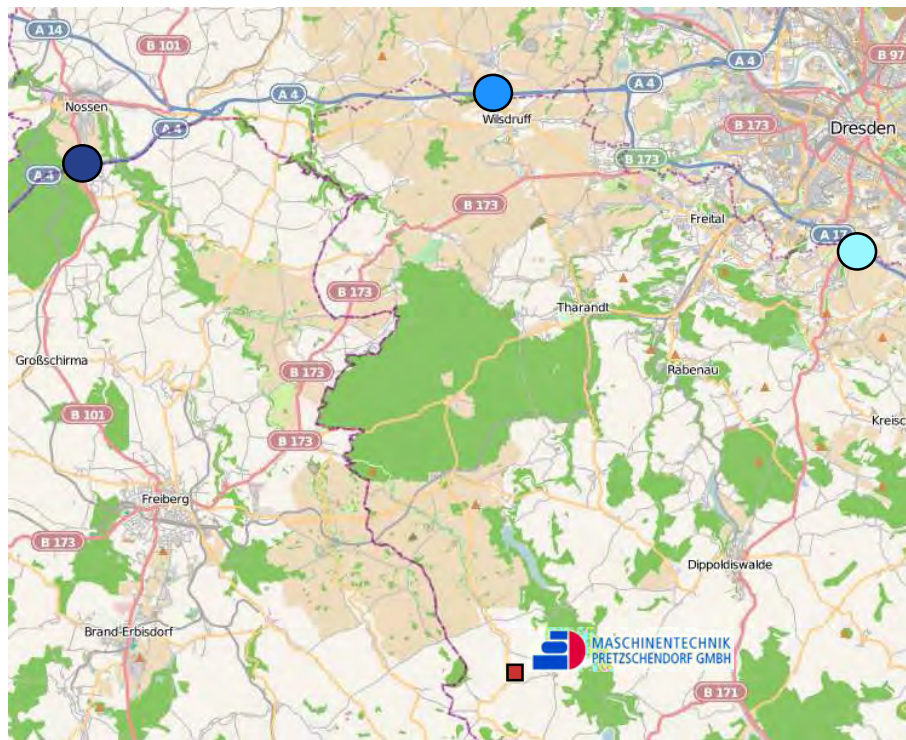 A 14
B 101
A 4
A 4
A 4
B 97
Nossen
A 4
Wilsdruff
B 173
Dresden
A 4
B 173
B 173
Freital
A 17
B 173
Tharandt
Großschirma
B 173
Rabenau
B 101
B 173
Kreisc
Freiberg
B 173
Dippoldiswalde
Brand-Erbisdorf
MASCHINENTECHNIK
PRETZSCHENDORF GMBH
B 171